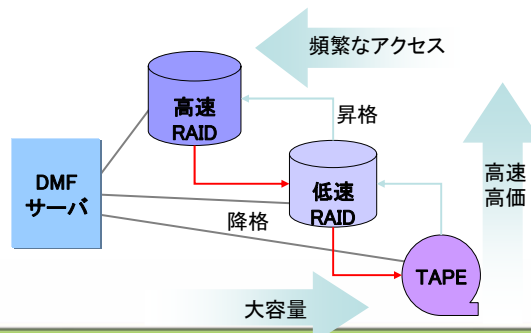 頻繁なアクセス
高速
RAID
昇格
高速
高価
低速
RAID
DMF
サーバ
降格
TAPE
大容量